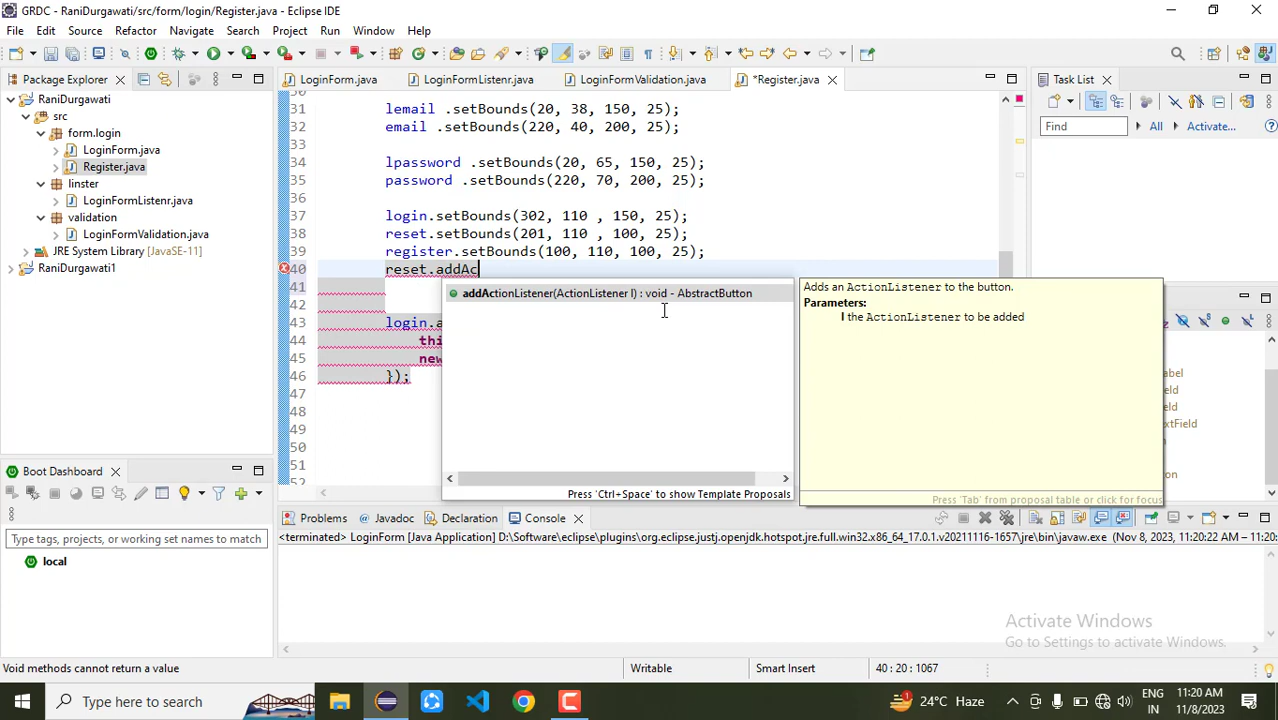 GRDC - RaniDurgawati/src/form/login/Register.java - Eclipse IDE
File Edit Source Refactor Navigate Search Project Run Window Help
Package Explorer
LoginForm.java
LoginFormListenr.java
LoginFormValidation.java
*Register.java
Task List
RaniDurgawati
src
form.login
LoginForm.java
Register.java
linster
LoginFormListenr.java
validation
LoginFormValidation.java
JRE System Library [JavaSE-11]
RaniDurgawati1
30
31 lemail .setBounds(20, 38, 150, 25);
32 email .setBounds(220, 40, 200, 25);
33
34 lpassword .setBounds(20, 65, 150, 25);
35 password .setBounds(220, 70, 200, 25);
36
37 login.setBounds(302, 110 , 150, 25);
38 reset.setBounds(201, 110 , 100, 25);
39 register.setBounds(100, 110, 100, 25);
40 reset.addAc
41
42
43 login.a
44 thi
45 new
46 });
47
48
49
50
51
52
addActionListener(ActionListener l) : void - AbstractButton
Press 'Ctrl+Space' to show Template Proposals
Adds an ActionListener to the button.
Parameters:
l the ActionListener to be added
Press 'Tab' from proposal table or click for focus
Find
All
Activate...
abel
ield
ield
xtField
n
ton
Boot Dashboard
Type tags, projects, or working set names to match
local
Problems
Javadoc
Declaration
Console
<terminated> LoginForm [Java Application] D:\Software\eclipse\plugins\org.eclipse.justj.openjdk.hotspot.jre.full.win32.x86_64_17.0.1.v20211116-1657\jre\bin\javaw.exe (Nov 8, 2023, 11:20:22 AM – 11:20
Activate Windows
Go to Settings to activate Windows.
Void methods cannot return a value
Writable
Smart Insert
40 : 20 : 1067
Type here to search
1
24°C Haze
ENG
IN
11:20 AM
11/8/2023